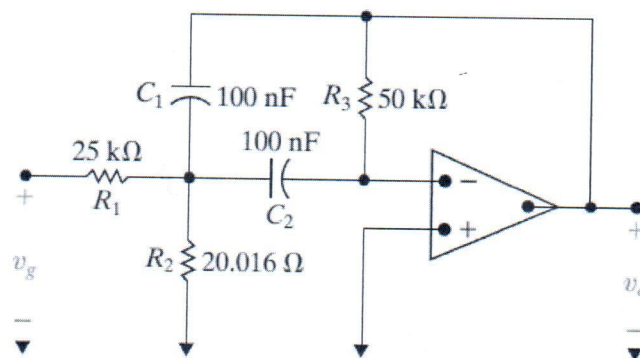 C1 100 nF R3 50 kΩ
25 kΩ 100 nF
R1 C2
+ − + +
vg R2 20.016 Ω
− −